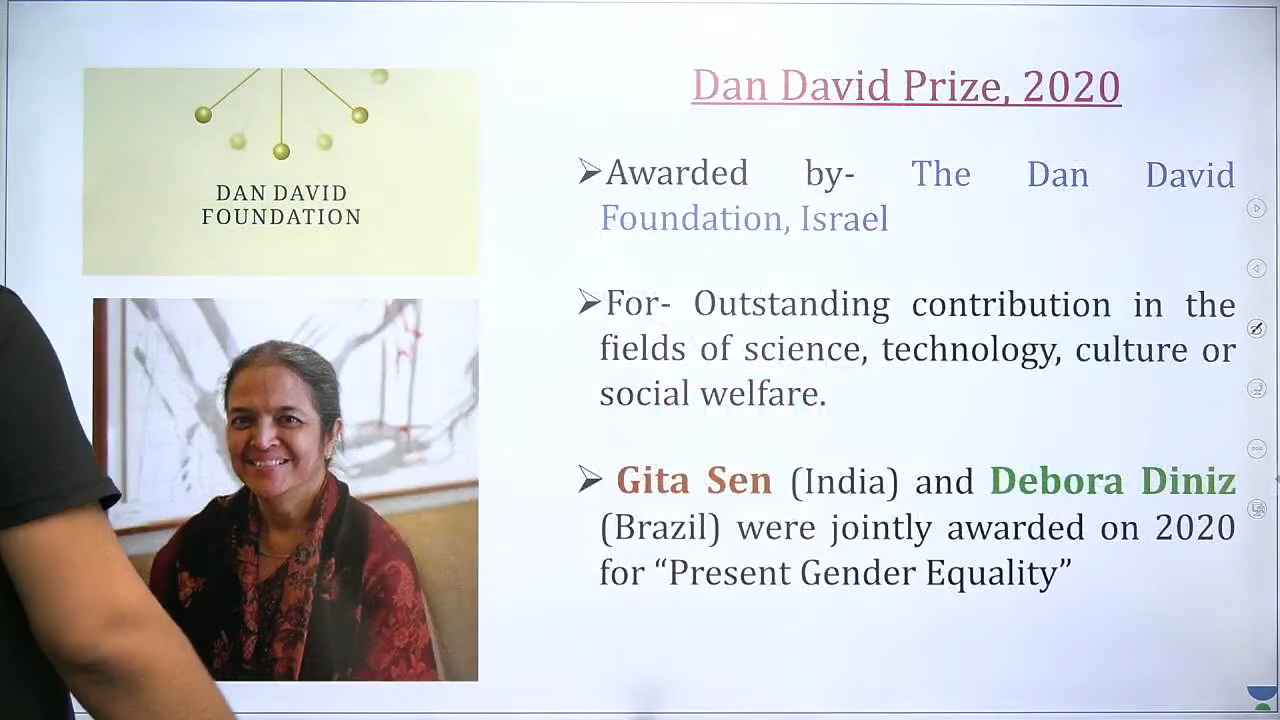 DAN DAVID
FOUNDATION
Dan David Prize, 2020
Awarded by- The Dan David
Foundation, Israel
For- Outstanding contribution in the
fields of science, technology, culture or
social welfare.
Gita Sen (India) and Debora Diniz
(Brazil) were jointly awarded on 2020
for “Present Gender Equality”